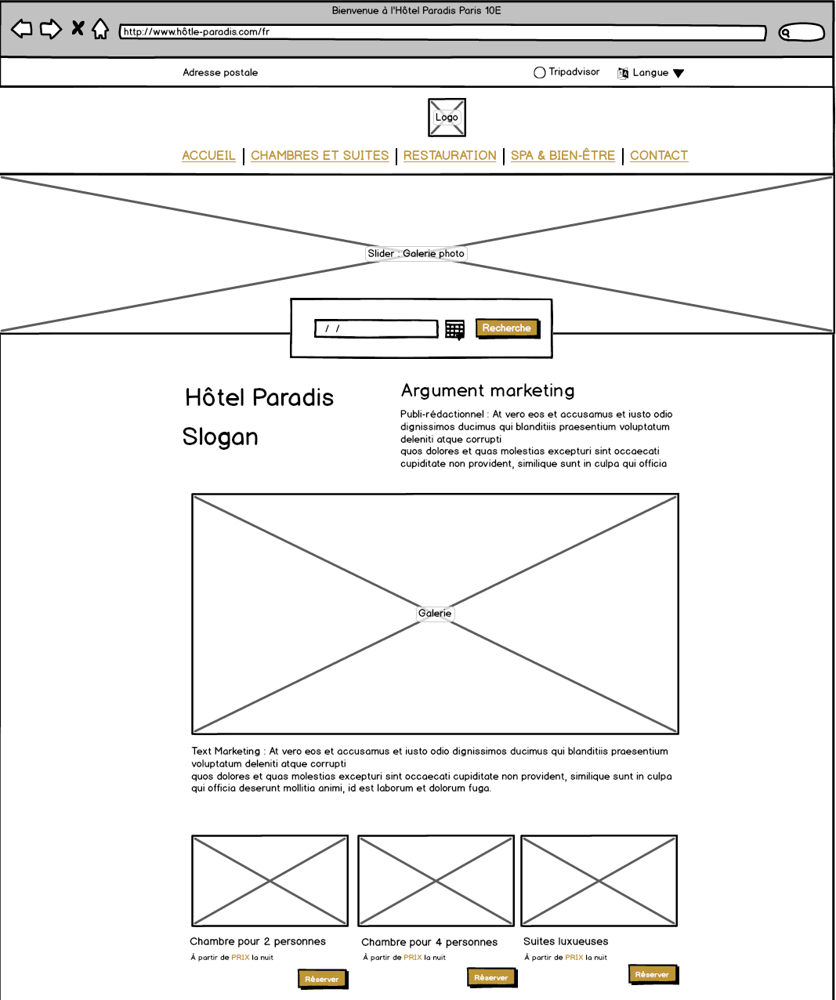 Bienvenue à l'Hôtel Paradis Paris 10E
http://www.hôtle-paradis.com/fr
Adresse postale
Tripadvisor
Langue
Logo
ACCUEIL
CHAMBRES ET SUITES
RESTAURATION
SPA & BIEN-ÊTRE
CONTACT
Slider : Galerie photo
/ /
Recherche
Hôtel Paradis
Slogan
Argument marketing
Publi-rédactionnel : At vero eos et accusamus et iusto odio
dignissimos ducimus qui blanditiis praesentium voluptatum
deleniti atque corrupti
quos dolores et quas molestias excepturi sint occaecati
cupiditate non provident, similique sunt in culpa qui officia
Galerie
Text Marketing : At vero eos et accusamus et iusto odio dignissimos ducimus qui blanditiis praesentium
voluptatum deleniti atque corrupti
quos dolores et quas molestias excepturi sint occaecati cupiditate non provident, similique sunt in culpa
qui officia deserunt mollitia animi, id est laborum et dolorum fuga.
Chambre pour 2 personnes
À partir de PRIX la nuit
Réserver
Chambre pour 4 personnes
À partir de PRIX la nuit
Réserver
Suites luxueuses
À partir de PRIX la nuit
Réserver